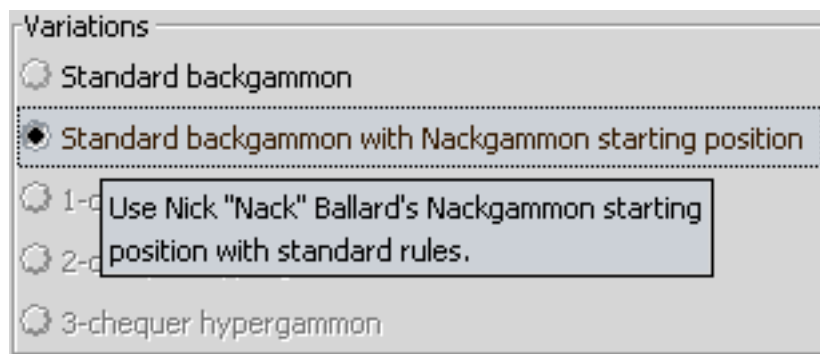 Variations
Standard backgammon
Standard backgammon with Nackgammon starting position
Use Nick "Nack" Ballard's Nackgammon starting
position with standard rules.
3-chequer hypergammon